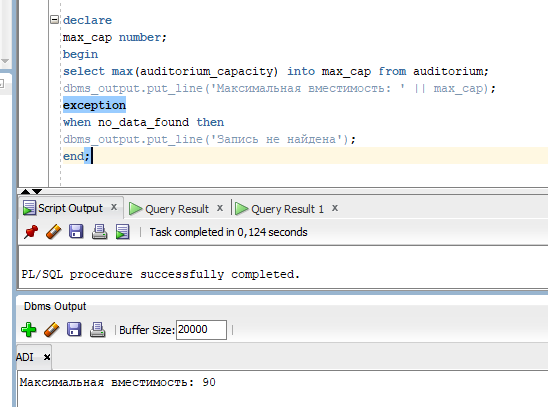 declare
max_cap number;
begin
select max(auditorium_capacity) into max_cap from auditorium;
dbms_output.put_line('Максимальная вместимость: ' || max_cap);
exception
when no_data_found then
dbms_output.put_line('Запись не найдена');
end;
Script Output x Query Result x Query Result 1 x
Task completed in 0,124 seconds
PL/SQL procedure successfully completed.
Dbms Output
Buffer Size: 20000
ADI x
Максимальная вместимость: 90